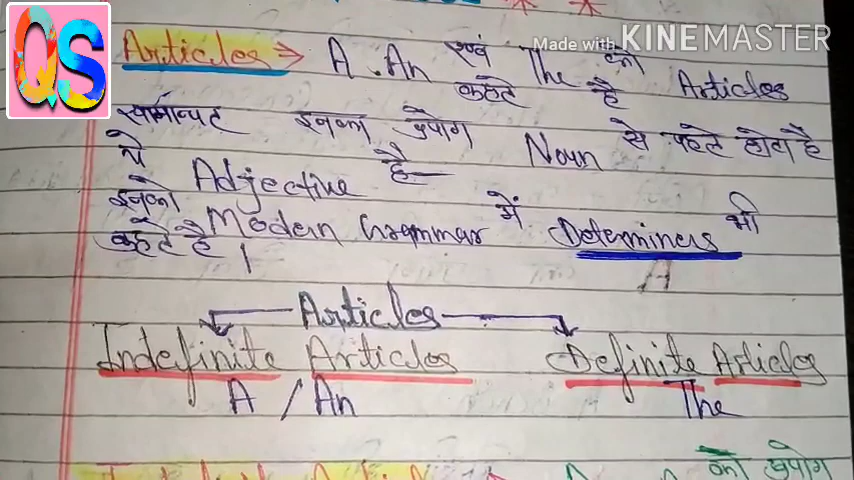 QS
Made with KINEMASTER
Articles → A, An एवं The को Articles
कहते है
सामान्यत इनका प्रयोग Noun से पहले होता है
ये Adjective है—
इनको Modern Grammar में Determiners भी
कहते है ।
A
Articles
Indefinite Articles Definite Articles
A / An The
का प्रयोग